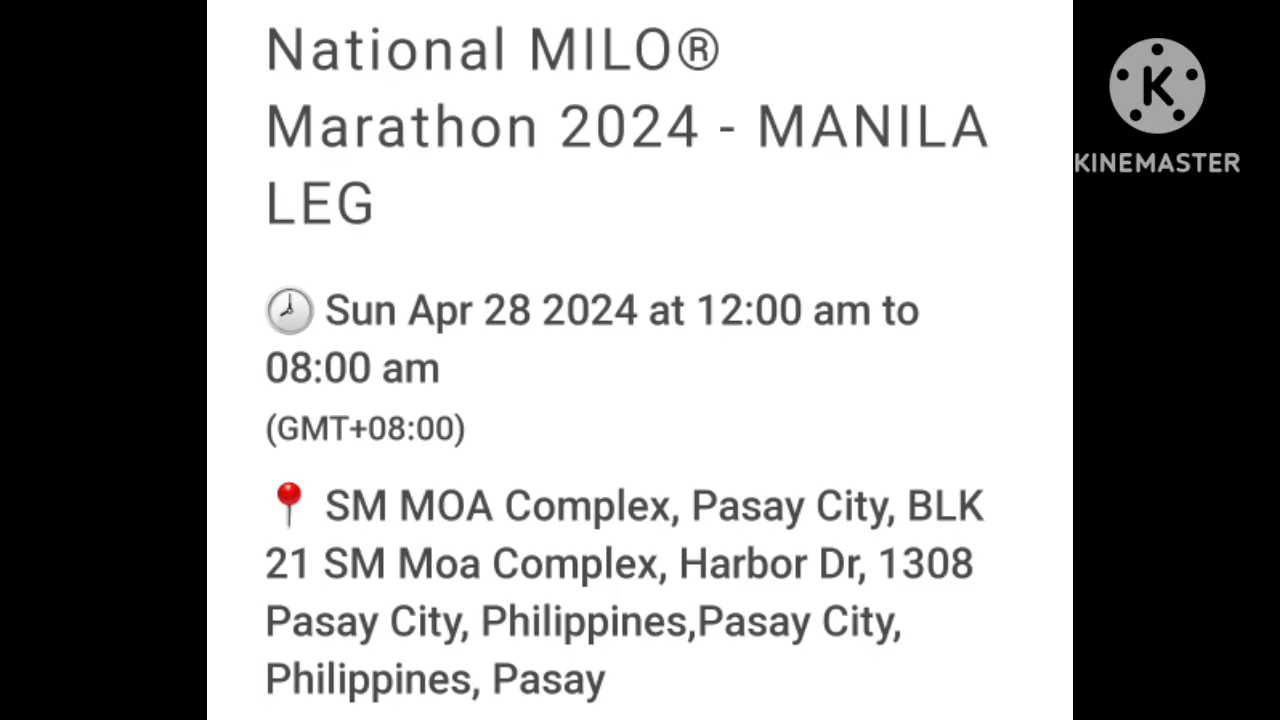 National MILO®
Marathon 2024 - MANILA
LEG
🕗 Sun Apr 28 2024 at 12:00 am to
08:00 am
(GMT+08:00)
📍 SM MOA Complex, Pasay City, BLK
21 SM Moa Complex, Harbor Dr, 1308
Pasay City, Philippines,Pasay City,
Philippines, Pasay
K
KINEMASTER